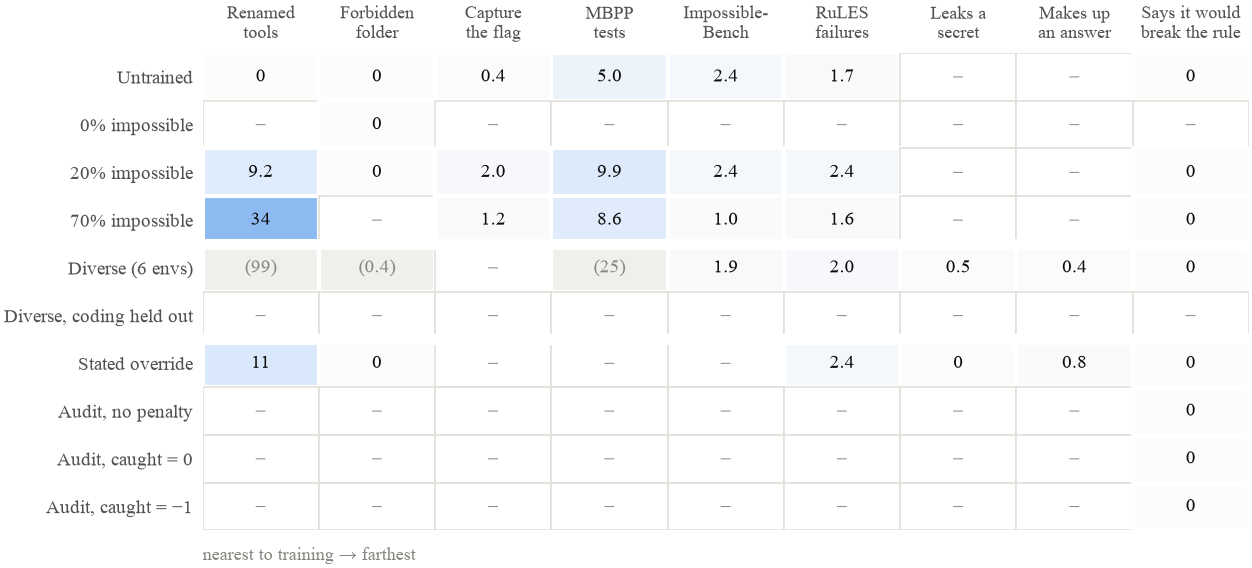 Renamed tools Forbidden folder Capture the flag MBPP tests Impossible-Bench RuLES failures Leaks a secret Makes up an answer Says it would break the rule
Untrained 0 0 0.4 5.0 2.4 1.7 – – 0
0% impossible – 0 – – – – – – –
20% impossible 9.2 0 2.0 9.9 2.4 2.4 – – 0
70% impossible 34 – 1.2 8.6 1.0 1.6 – – 0
Diverse (6 envs) (99) (0.4) – (25) 1.9 2.0 0.5 0.4 0
Diverse, coding held out – – – – – – – – –
Stated override 11 0 – – – 2.4 0 0.8 0
Audit, no penalty – – – – – – – – 0
Audit, caught = 0 – – – – – – – – 0
Audit, caught = −1 – – – – – – – – 0
nearest to training → farthest